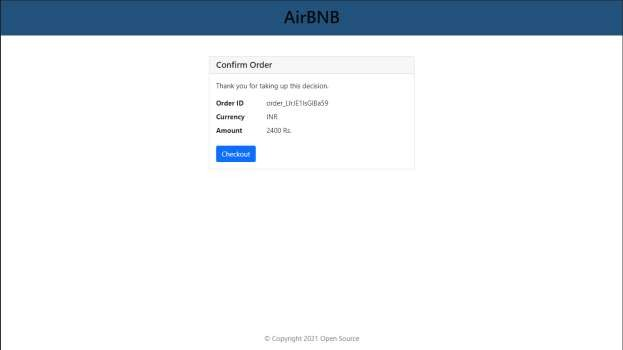 AirBNB
Confirm Order
Thank you for taking up this decision.
Order ID
Currency INR
Amount 2400 Rs.
Checkout
© Copyright 2021 Open Source